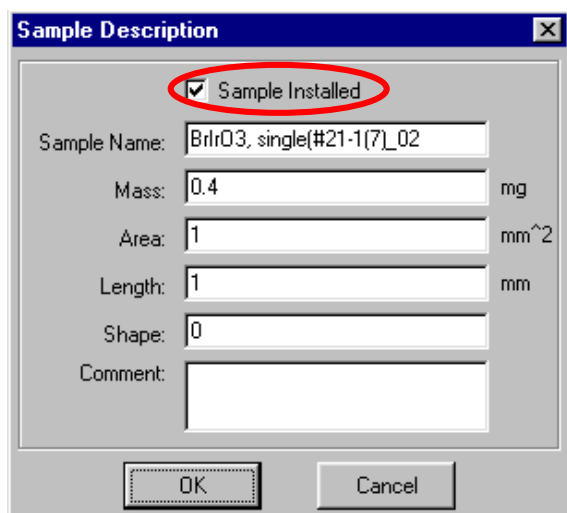 Sample Description
Sample Installed
Sample Name: BrIrO3, single(#21-1(7)_02
Mass: 0.4 mg
Area: 1 mm^2
Length: 1 mm
Shape: 0
Comment:
OK Cancel